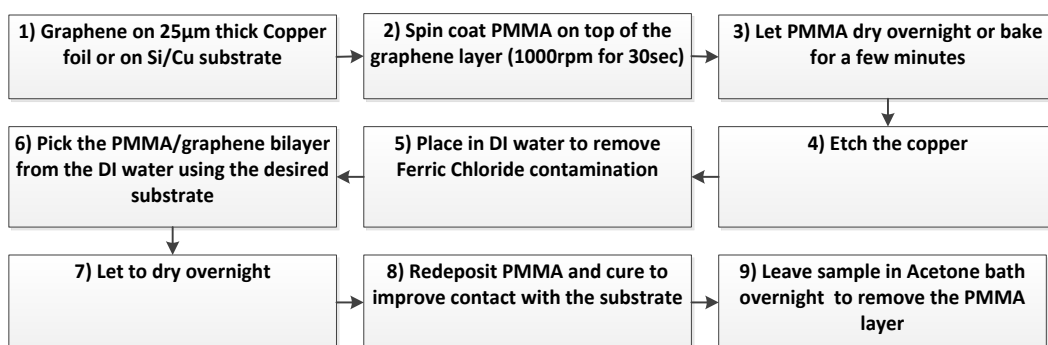 1) Graphene on 25µm thick Copper
foil or on Si/Cu substrate
2) Spin coat PMMA on top of the
graphene layer (1000rpm for 30sec)
3) Let PMMA dry overnight or bake
for a few minutes
4) Etch the copper
5) Place in DI water to remove
Ferric Chloride contamination
6) Pick the PMMA/graphene bilayer
from the DI water using the desired
substrate
7) Let to dry overnight
8) Redeposit PMMA and cure to
improve contact with the substrate
9) Leave sample in Acetone bath
overnight to remove the PMMA
layer